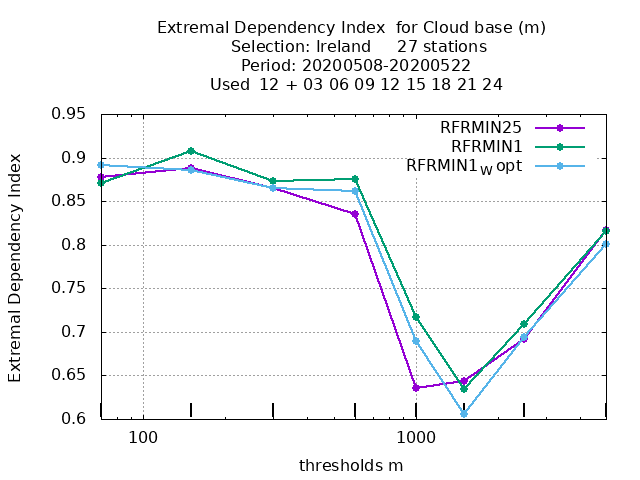 Extremal Dependency Index  for Cloud base (m)
Selection: Ireland     27 stations
Period: 20200508-20200522
Used  12 + 03 06 09 12 15 18 21 24
RFRMIN25
RFRMIN1
RFRMIN1W opt
0.95
0.9
0.85
0.8
0.75
0.7
0.65
0.6
Extremal Dependency Index
100
1000
thresholds m